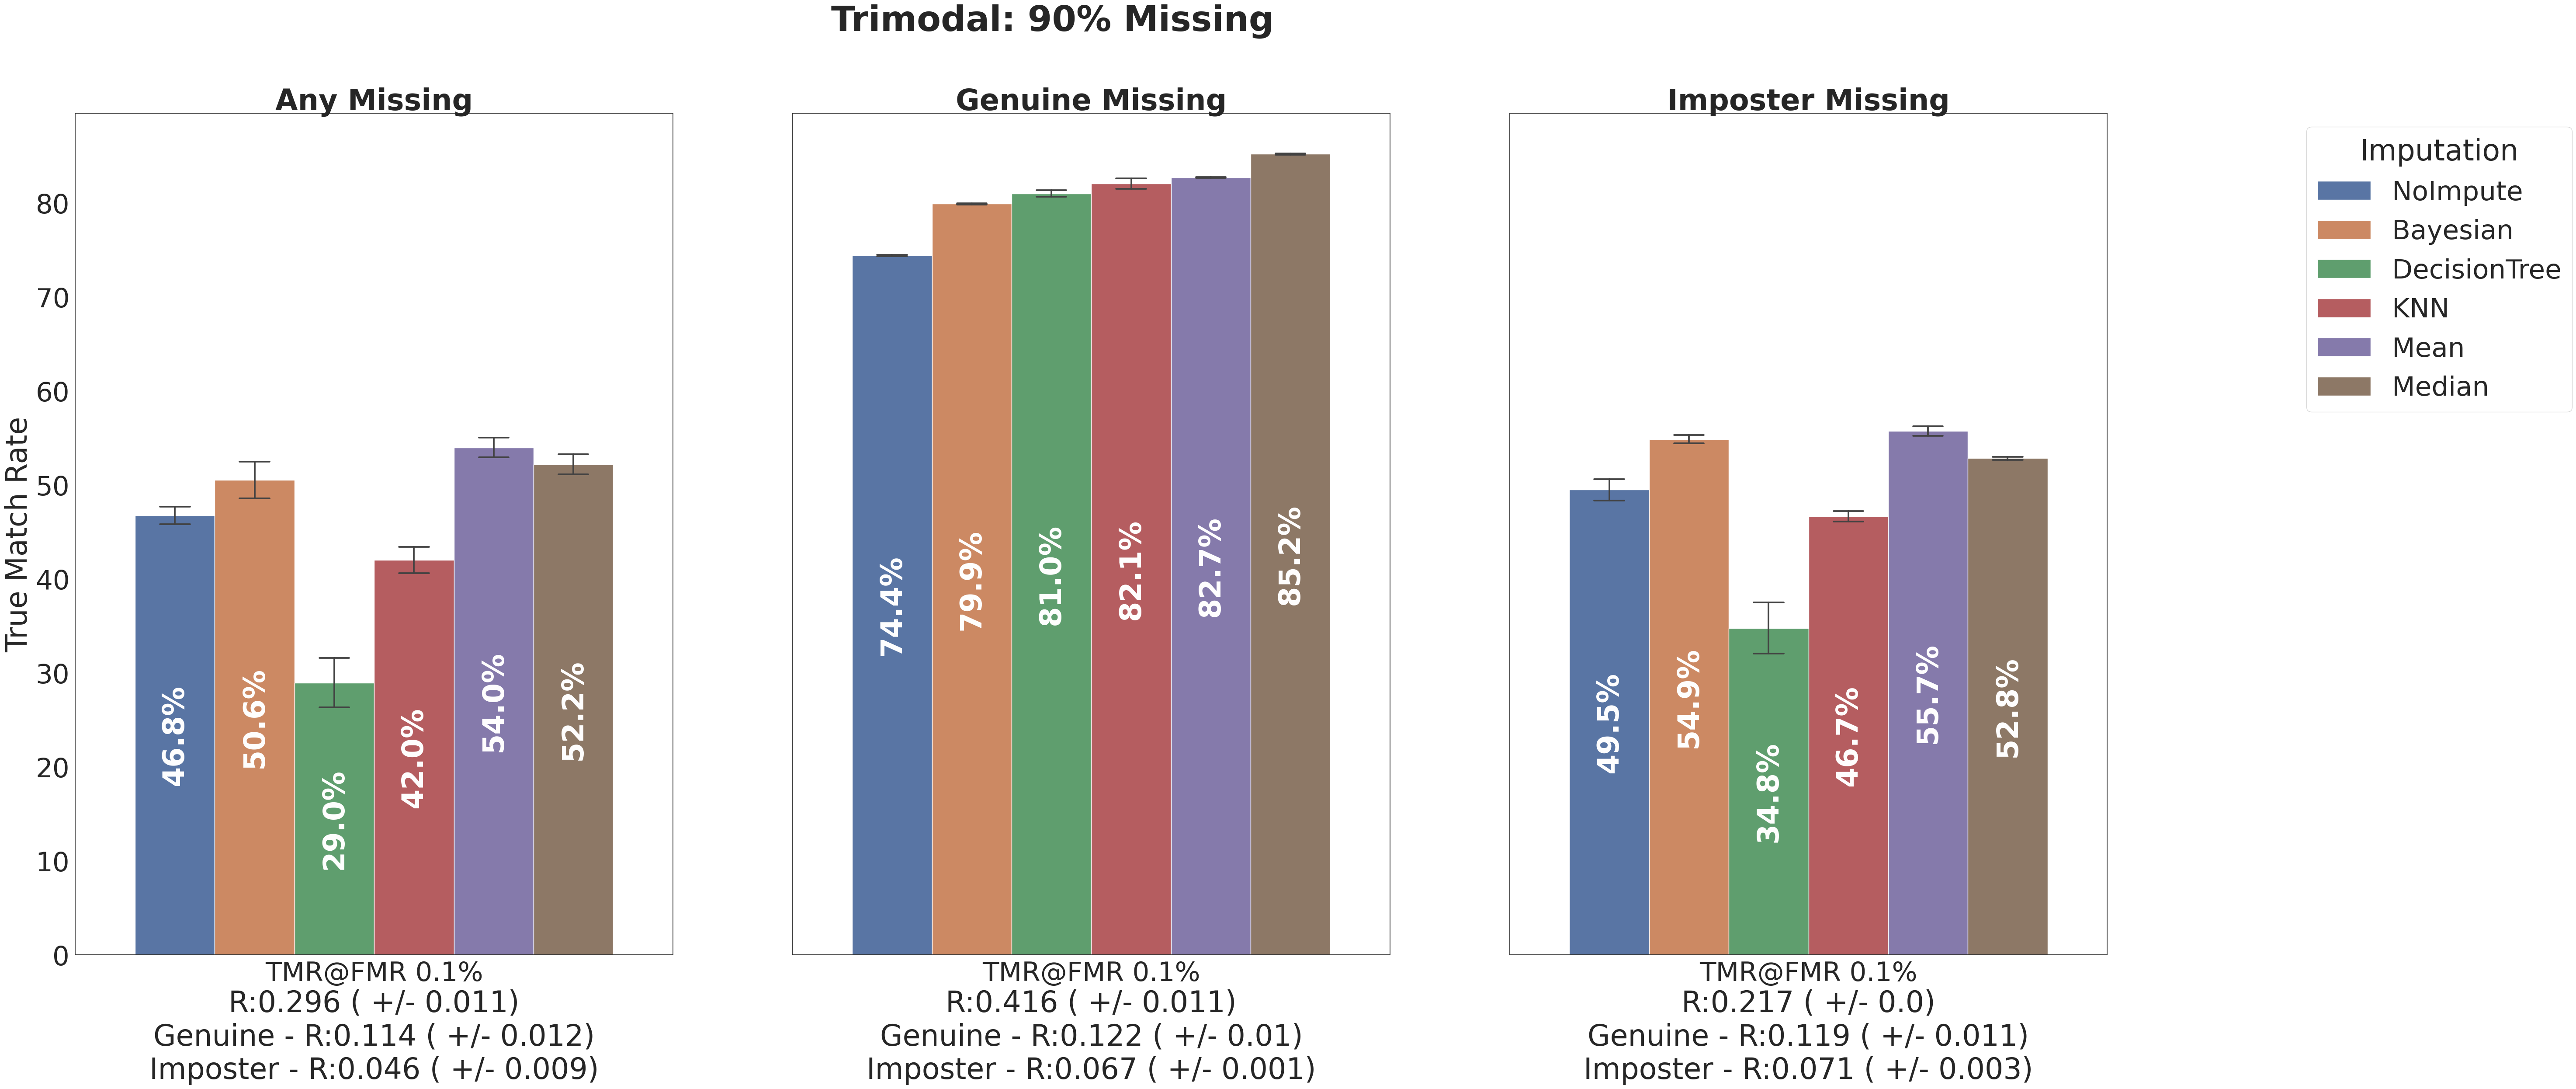 Trimodal: 90% Missing
Any Missing
Genuine Missing
Imposter Missing
True Match Rate
80
70
60
50
40
30
20
10
0
46.8%
50.6%
29.0%
42.0%
54.0%
52.2%
74.4%
79.9%
81.0%
82.1%
82.7%
85.2%
49.5%
54.9%
34.8%
46.7%
55.7%
52.8%
TMR@FMR 0.1%
R:0.296 ( +/- 0.011)
Genuine - R:0.114 ( +/- 0.012)
Imposter - R:0.046 ( +/- 0.009)
TMR@FMR 0.1%
R:0.416 ( +/- 0.011)
Genuine - R:0.122 ( +/- 0.01)
Imposter - R:0.067 ( +/- 0.001)
TMR@FMR 0.1%
R:0.217 ( +/- 0.0)
Genuine - R:0.119 ( +/- 0.011)
Imposter - R:0.071 ( +/- 0.003)
Imputation
NoImpute
Bayesian
DecisionTree
KNN
Mean
Median